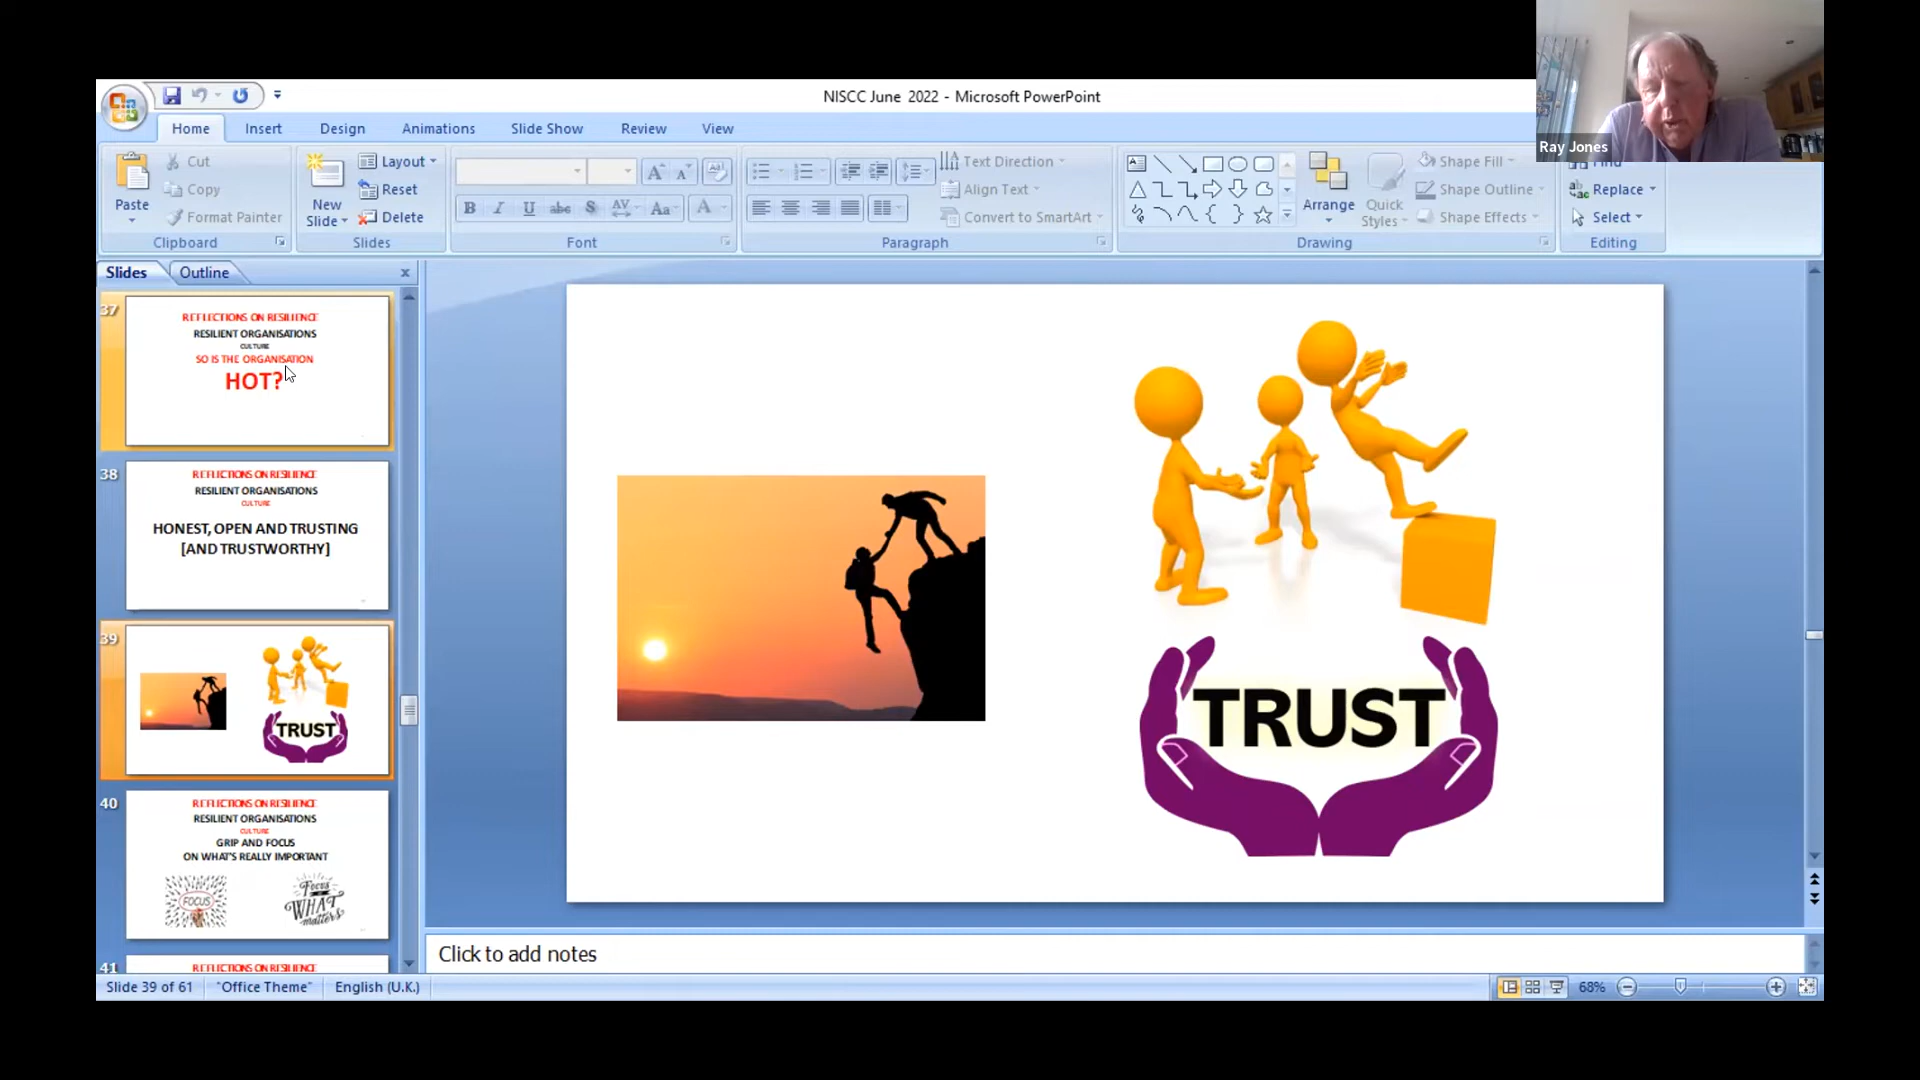 NISCC June 2022 - Microsoft PowerPoint
Home Insert Design Animations Slide Show Review View
Ray Jones
Paste
Cut
Copy
Format Painter
Clipboard
New
Slide
Layout
Reset
Delete
Slides
B I U abc S AV Aa A
Font
Text Direction
Align Text
Convert to SmartArt
Paragraph
Arrange
Quick
Styles
Shape Fill
Shape Outline
Shape Effects
Drawing
Find
Replace
Select
Editing
Slides Outline
37
REFLECTIONS ON RESILIENCE
RESILIENT ORGANISATIONS
CULTURE
SO IS THE ORGANISATION
HOT?
38
REFLECTIONS ON RESILIENCE
RESILIENT ORGANISATIONS
CULTURE
HONEST, OPEN AND TRUSTING
[AND TRUSTWORTHY]
39
TRUST
40
REFLECTIONS ON RESILIENCE
RESILIENT ORGANISATIONS
CULTURE
GRIP AND FOCUS
ON WHAT'S REALLY IMPORTANT
FOCUS
Focus
WHAT
matters
41
REFLECTIONS ON RESILIENCE
TRUST
Click to add notes
Slide 39 of 61 "Office Theme" English (U.K.) 68%